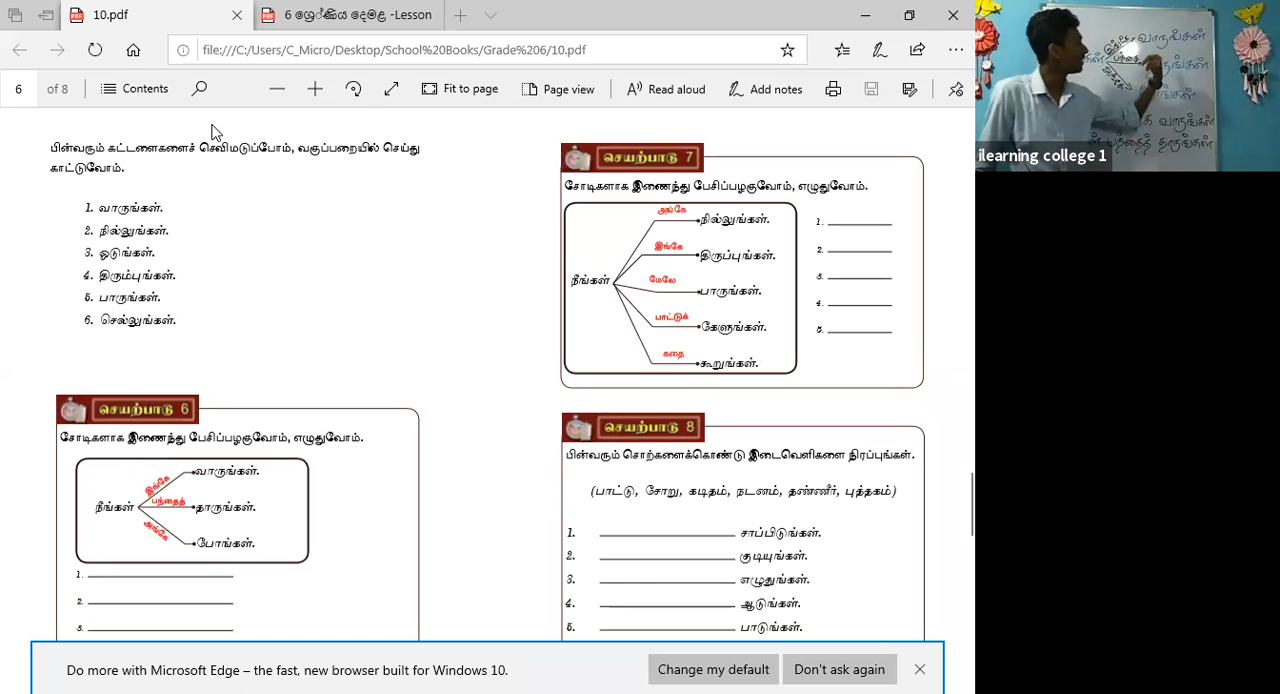 10.pdf
6 ශ්‍රේණිය දෙමළ -Lesson
file:///C:/Users/C_Micro/Desktop/School%20Books/Grade%206/10.pdf
6 of 8 Contents Fit to page Page view Read aloud Add notes
பின்வரும் கட்டளைகளைச் செவிமடுப்போம், வகுப்பறையில் செய்து
காட்டுவோம்.
1. வாருங்கள்.
2. நில்லுங்கள்.
3. ஓடுங்கள்.
4. திரும்புங்கள்.
5. பாருங்கள்.
6. செல்லுங்கள்.
செயற்பாடு 6
சோடிகளாக இணைந்து பேசிப்பழகுவோம், எழுதுவோம்.
நீங்கள்
இங்கே வாருங்கள்.
பந்தைத் தாருங்கள்.
அங்கே போங்கள்.
1.
2.
3.
செயற்பாடு 7
சோடிகளாக இணைந்து பேசிப்பழகுவோம், எழுதுவோம்.
நீங்கள்
அங்கே நில்லுங்கள்.
இங்கே திருப்புங்கள்.
மேலே பாருங்கள்.
பாட்டுக் கேளுங்கள்.
கதை கூறுங்கள்.
1.
2.
3.
4.
5.
செயற்பாடு 8
பின்வரும் சொற்களைக்கொண்டு இடைவெளிகளை நிரப்புங்கள்.
(பாட்டு, சோறு, கடிதம், நடனம், தண்ணீர், புத்தகம்)
1. சாப்பிடுங்கள்.
2. குடியுங்கள்.
3. எழுதுங்கள்.
4. ஆடுங்கள்.
5. பாடுங்கள்.
Do more with Microsoft Edge – the fast, new browser built for Windows 10.
Change my default
Don't ask again
இங்கே வாருங்கள்
பந்தை
வாருங்கள்
பந்தைத் தாருங்கள்
ilearning college 1